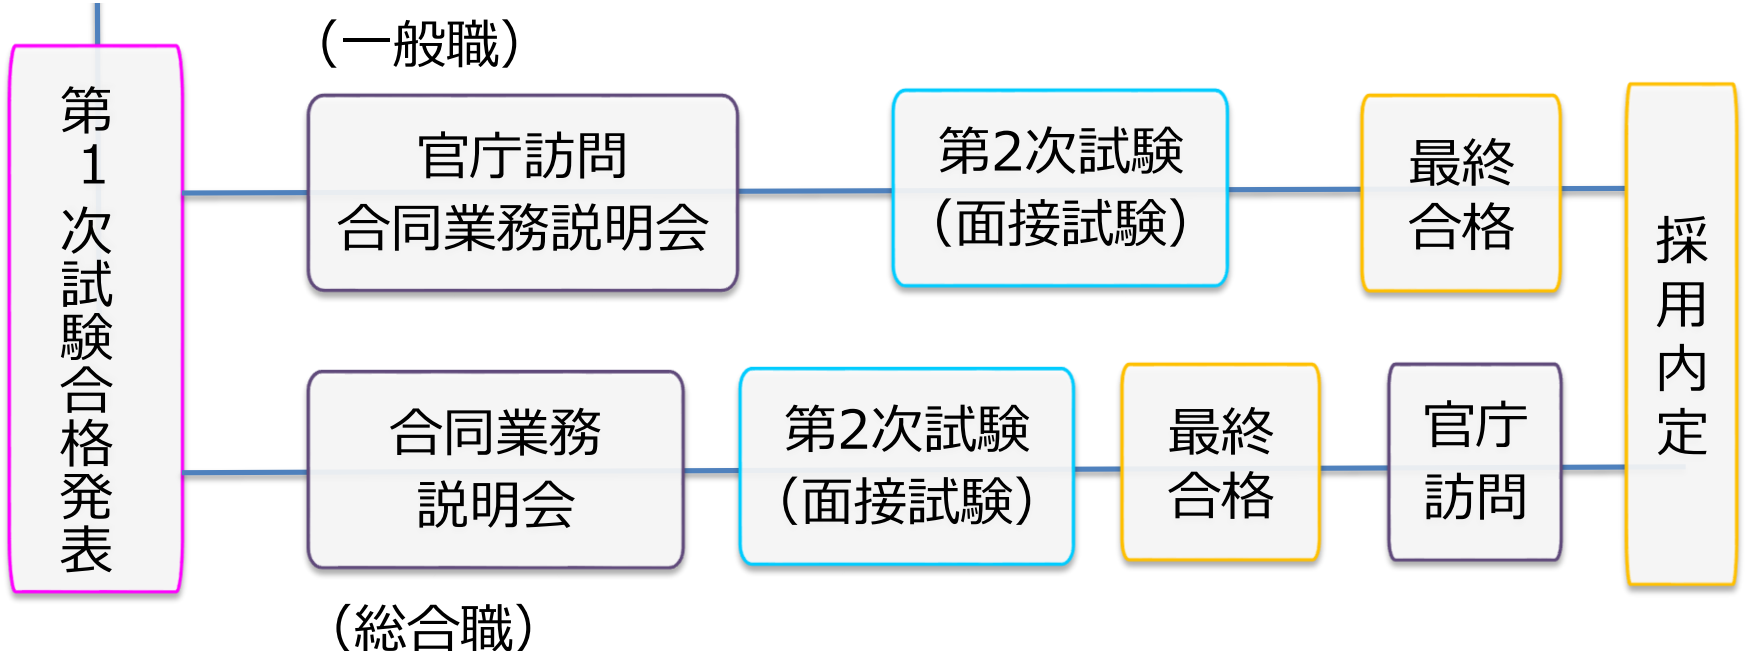 第１次試験合格発表
（一般職）
官庁訪問
合同業務説明会
第2次試験
（面接試験）
最終
合格
合同業務
説明会
第2次試験
（面接試験）
最終
合格
官庁
訪問
（総合職）
採用内定